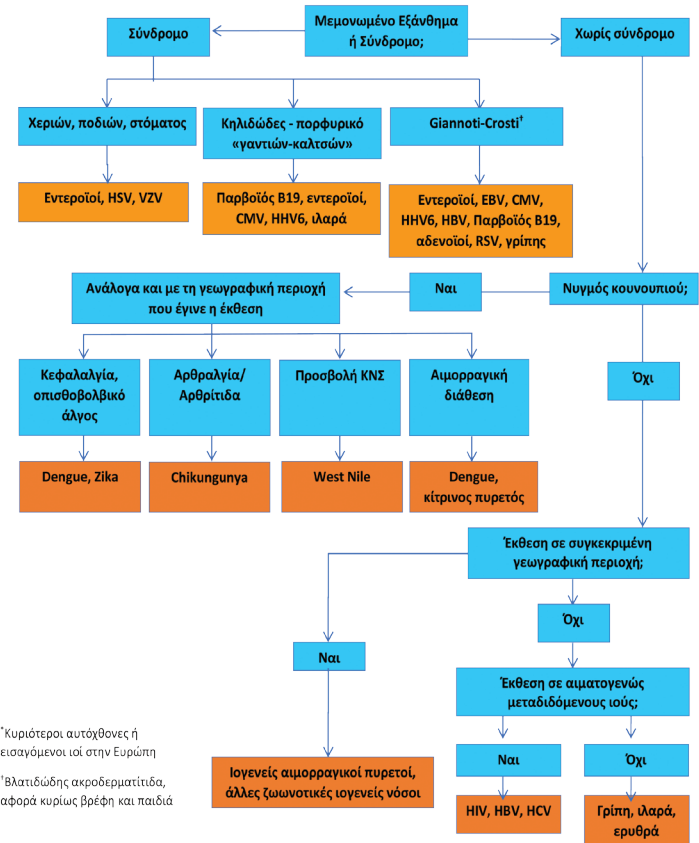 Μεμονωμένο Εξάνθημα
ή Σύνδρομο;
Σύνδρομο
Χωρίς σύνδρομο
Χεριών, ποδιών, στόματος
Κηλιδώδες - πορφυρικό
«γαντιών-καλτσών»
Giannoti-Crosti†
Εντεροϊοί, HSV, VZV
Παρβοϊός Β19, εντεροϊοί,
CMV, HHV6, ιλαρά
Εντεροϊοί, EBV, CMV,
HHV6, HBV, Παρβοϊός Β19,
αδενοϊοί, RSV, γρίπης
Ανάλογα και με τη γεωγραφική περιοχή
που έγινε η έκθεση
Ναι
Νυγμός κουνουπιού;
Κεφαλαλγία,
οπισθοβολβικό
άλγος
Αρθραλγία/
Αρθρίτιδα
Προσβολή ΚΝΣ
Αιμορραγική
διάθεση
Όχι
Dengue, Zika
Chikungunya
West Nile
Dengue,
κίτρινος πυρετός
Έκθεση σε συγκεκριμένη
γεωγραφική περιοχή;
Ναι
Όχι
Έκθεση σε αιματογενώς
μεταδιδόμενους ιούς;
*Κυριότεροι αυτόχθονες ή
εισαγόμενοι ιοί στην Ευρώπη
†Βλατιδώδης ακροδερματίτιδα,
αφορά κυρίως βρέφη και παιδιά
Ιογενείς αιμορραγικοί πυρετοί,
άλλες ζωωνοτικές ιογενείς νόσοι
Ναι
Όχι
HIV, HBV, HCV
Γρίπη, ιλαρά,
ερυθρά